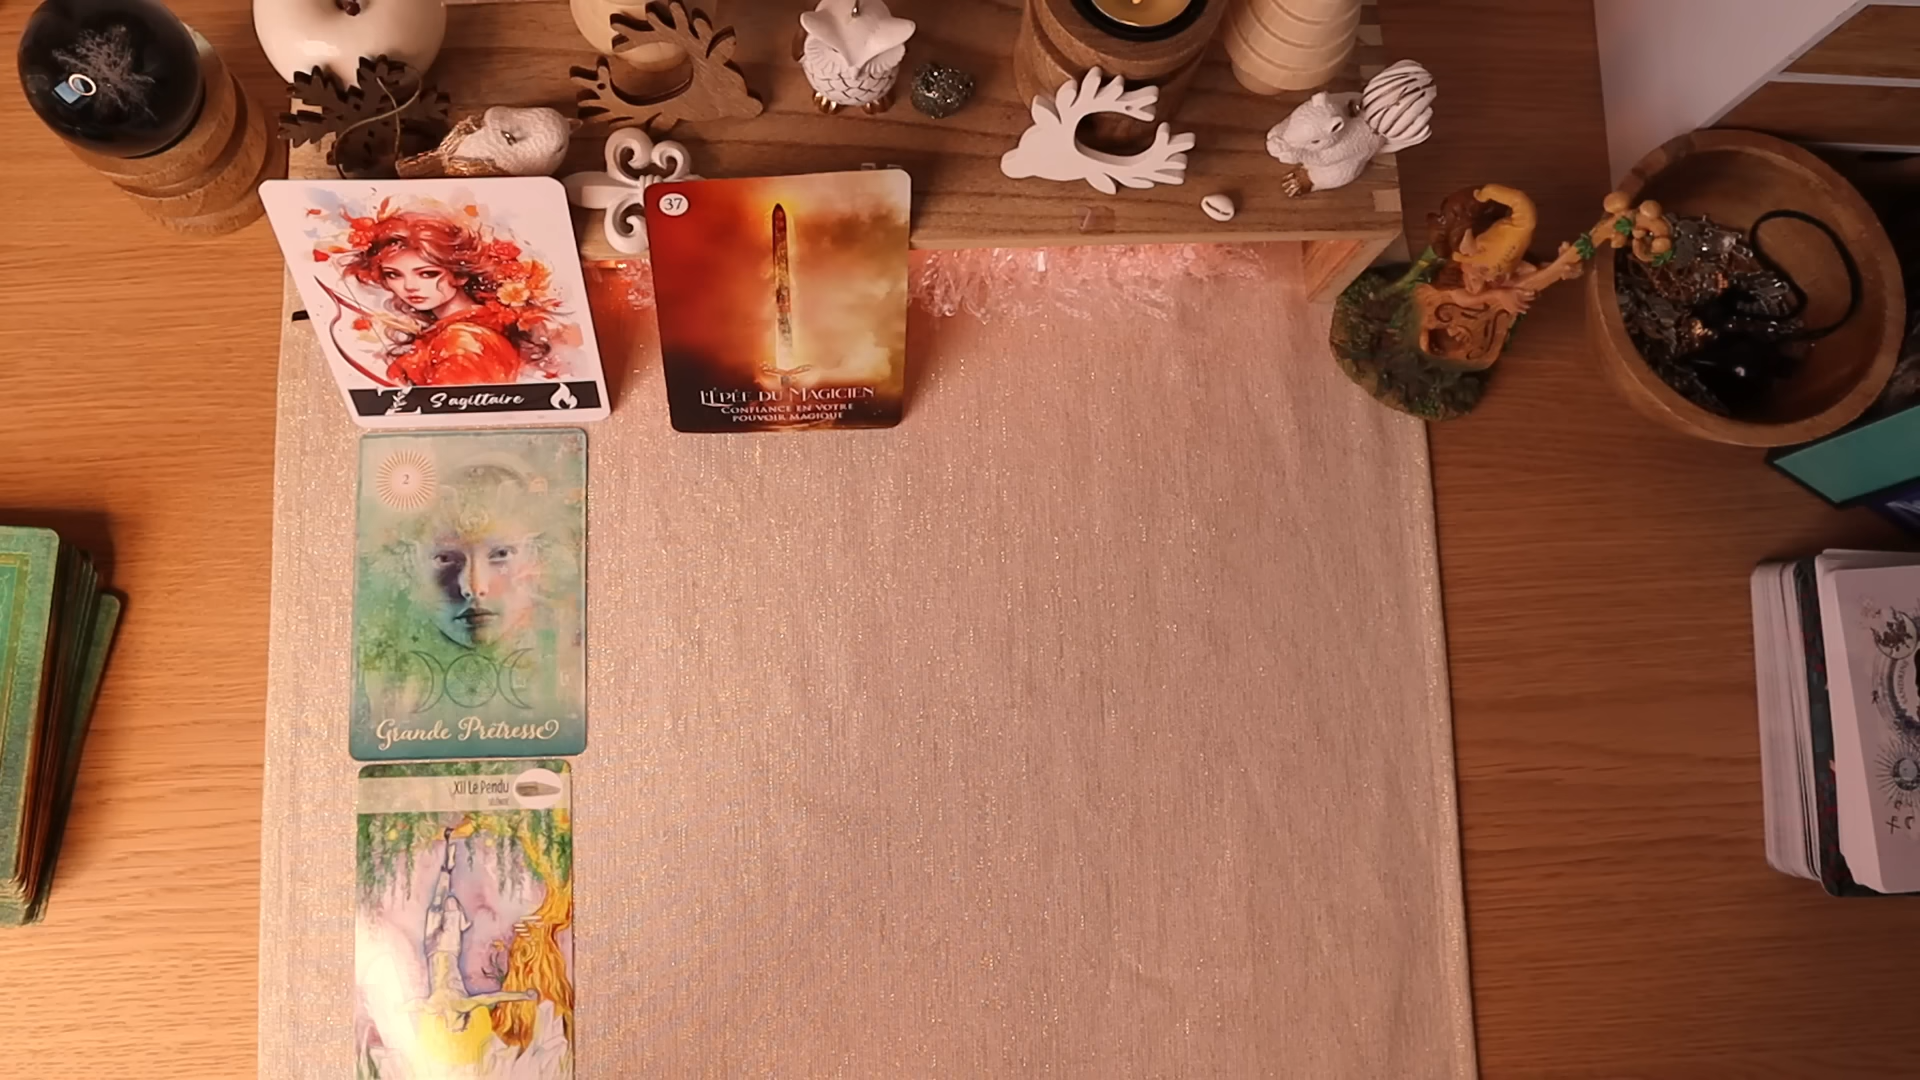 37
Sagittaire
L'Épée du Magicien
Confiance en votre
pouvoir magique
2
Grande Prêtresse
XII Le Pendu